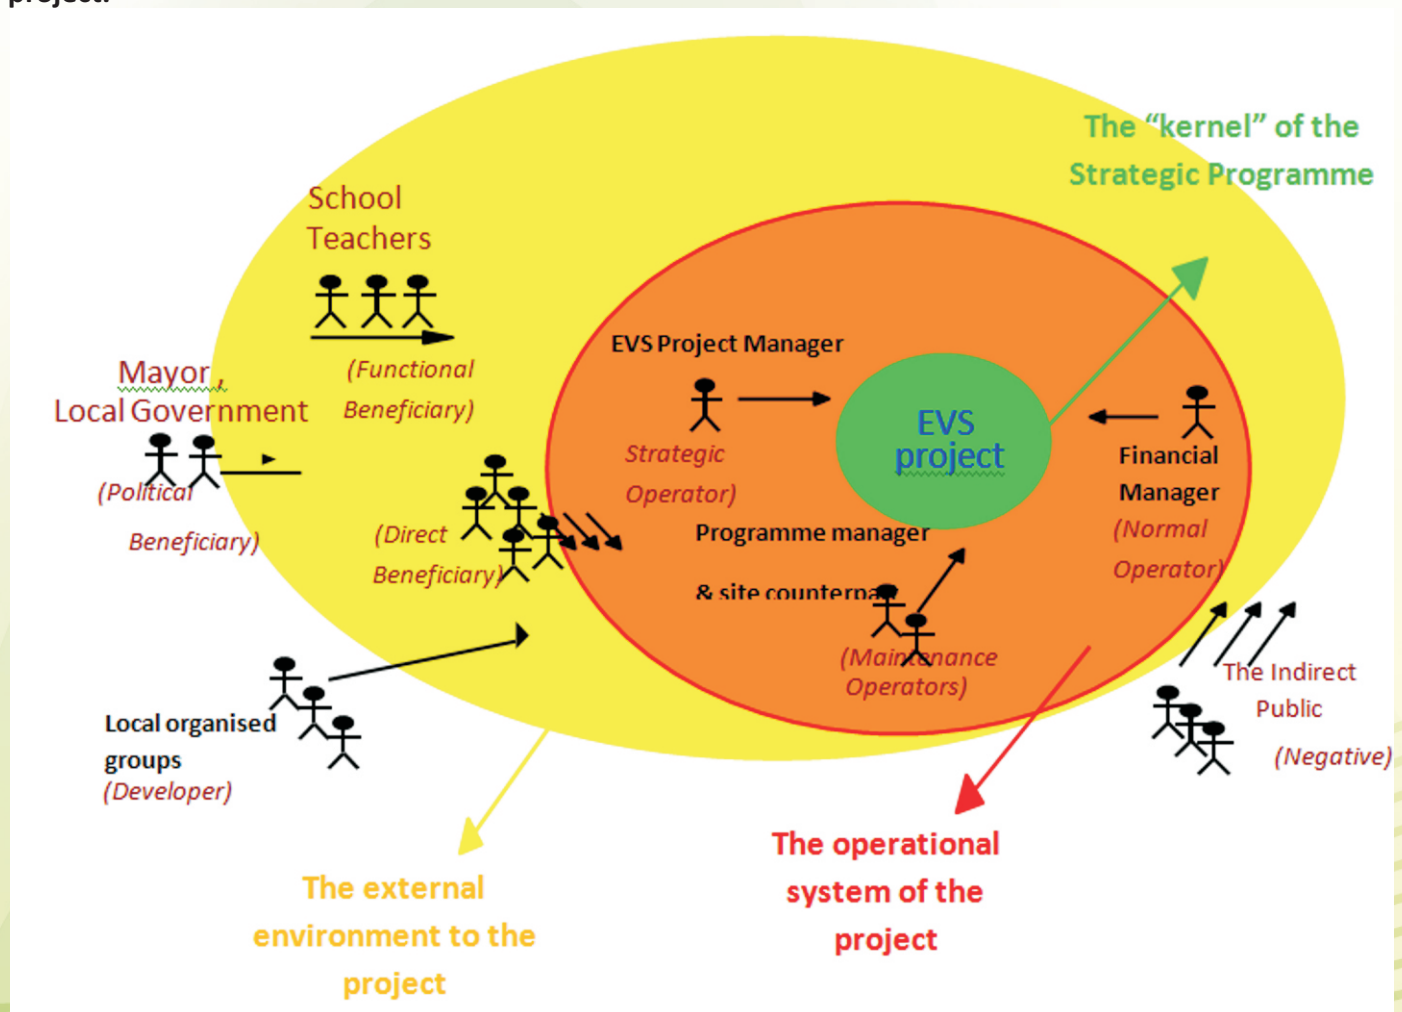 project.
The “kernel” of the
Strategic Programme
School
Teachers
(Functional
Beneficiary)
Mayor ,
Local Government
(Political
Beneficiary)
EVS Project Manager
Strategic
Operator)
EVS
project
Financial
Manager
(Normal
Operator)
(Direct
Beneficiary)
Programme manager
& site counterpart
(Maintenance
Operators)
Local organised
groups
(Developer)
The Indirect
Public
(Negative)
The operational
system of the
project
The external
environment to the
project